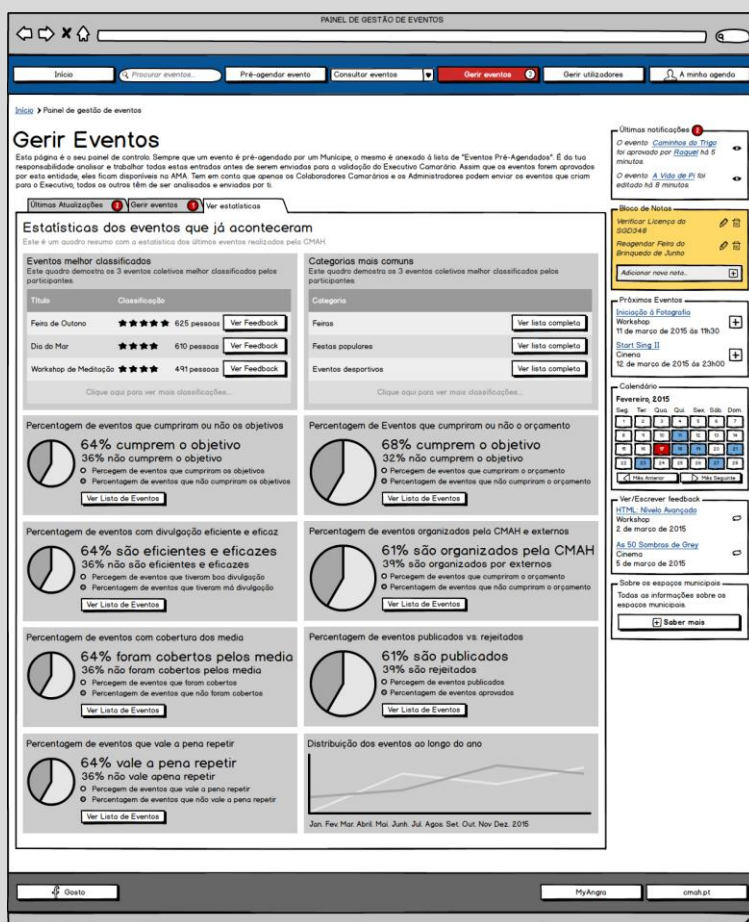 PAINEL DE GESTÃO DE EVENTOS
Início
Procurar eventos...
Pré-agendar evento
Consultar eventos
Gerir eventos
Gerir utilizadores
A minha agenda
Início > Painel de gestão de eventos
Gerir Eventos
Esta página é o seu painel de controlo. Sempre que um evento é pré-agendado por um Munícipe, o mesmo é anexado à lista de "Eventos Pré-Agendados". É da tua
responsabilidade analisar e trabalhar todas estas entradas antes de serem enviadas para a validação do Executivo Camarário. Assim que os eventos forem aprovados
por esta entidade, eles ficam disponíveis na AMA. Tem em conta que apenas os Colaboradores Camarários e os Administradores podem enviar os eventos que criam
para o Executivo, todos os outros têm de ser analisados e enviados por ti.
Últimas Atualizações
Gerir eventos
Ver estatísticas
Estatísticas dos eventos que já aconteceram
Este é um quadro resumo com a estatística dos últimos eventos realizados pela CMAH.
Eventos melhor classificados
Este quadro demostra os 3 eventos coletivos melhor classificados pelos
participantes.
Título Classificação
Feira de Outono 625 pessoas Ver Feedback
Dia do Mar 610 pessoas Ver Feedback
Workshop de Meditação 491 pessoas Ver Feedback
Clique aqui para ver mais classificações...
Categorias mais comuns
Este quadro demostra os 3 eventos coletivos melhor classificados pelos
participantes.
Categoria
Feiras Ver lista completa
Festas populares Ver lista completa
Eventos desportivos Ver lista completa
Clique aqui para ver mais classificações...
Percentagem de eventos que cumpriram ou não os objetivos
64% cumprem o objetivo
36% não cumprem o objetivo
Percegem de eventos que cumpriram os objetivos
Percentagem de eventos que não cumpriram os objetivos
Ver Lista de Eventos
Percentagem de Eventos que cumpriram ou não o orçamento
68% cumprem o objetivo
32% não cumprem o objetivo
Percegem de eventos que cumpriram o orçamento
Percentagem de eventos que não cumpriram o orçamento
Ver Lista de Eventos
Percentagem de eventos com divulgação eficiente e eficaz
64% são eficientes e eficazes
36% não são eficientes e eficazes
Percegem de eventos que tiveram boa divulgação
Percentagem de eventos que tiveram má divulgação
Ver Lista de Eventos
Percentagem de eventos organizados pela CMAH e externos
61% são organizados pela CMAH
39% são organizados por externos
Percegem de eventos que cumpriram o orçamento
Percentagem de eventos que não cumpriram o orçamento
Ver Lista de Eventos
Percentagem de eventos com cobertura dos media
64% foram cobertos pelos media
36% não foram cobertos pelos media
Percegem de eventos que foram cobertos
Percentagem de eventos que não foram cobertos
Ver Lista de Eventos
Percentagem de eventos publicados vs. rejeitados
61% são publicados
39% são rejeitados
Percegem de eventos publicados
Percentagem de eventos aprovados
Ver Lista de Eventos
Percentagem de eventos que vale a pena repetir
64% vale a pena repetir
36% não vale apena repetir
Percegem de eventos que vale a pena repetir
Percentagem de eventos que não vale a pena repetir
Ver Lista de Eventos
Distribuição dos eventos ao longo do ano
Jan. Fev. Mar. Abril. Mai. Junh. Jul. Agos. Set. Out. Nov Dez. 2015
Últimas notificações
O evento Caminhos do Trigo
foi aprovado por Raquel há 5
minutos.
O evento A Vida de Pi foi
editado há 8 minutos.
Bloco de Notas
Verificar Licença do
SGD348
Reagendar Feira do
Brinquedo de Junho
Adicionar nova nota...
Próximos Eventos
Iniciação à Fotografia
Workshop
11 de março de 2015 às 11h30
Start Sing II
Cinema
12 de março de 2015 às 23h00
Calendário
Fevereiro, 2015
Seg. Ter Qua. Qui. Sex Sáb. Dom
1 2 3 4 5 6 7
8 9 10 11 12 13 14
15 16 17 18 19 20 21
22 23 24 25 26 27 28
Mês Anterior
Mês Seguinte
Ver/Escrever feedback
HTML: Nívelo Avançado
Workshop
2 de março de 2015
As 50 Sombras de Grey
Cinema
5 de março de 2015
Sobre os espaços municipais
Todas as informações sobre os
espaços municipais.
Saber mais
Gosto
MyAngra
cmah.pt